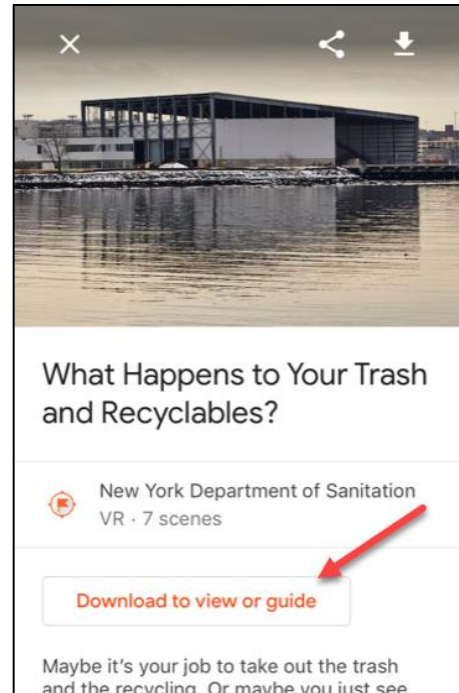 What Happens to Your Trash
and Recyclables?
New York Department of Sanitation
VR · 7 scenes
Download to view or guide
Maybe it's your job to take out the trash
and the recycling. Or maybe you just see